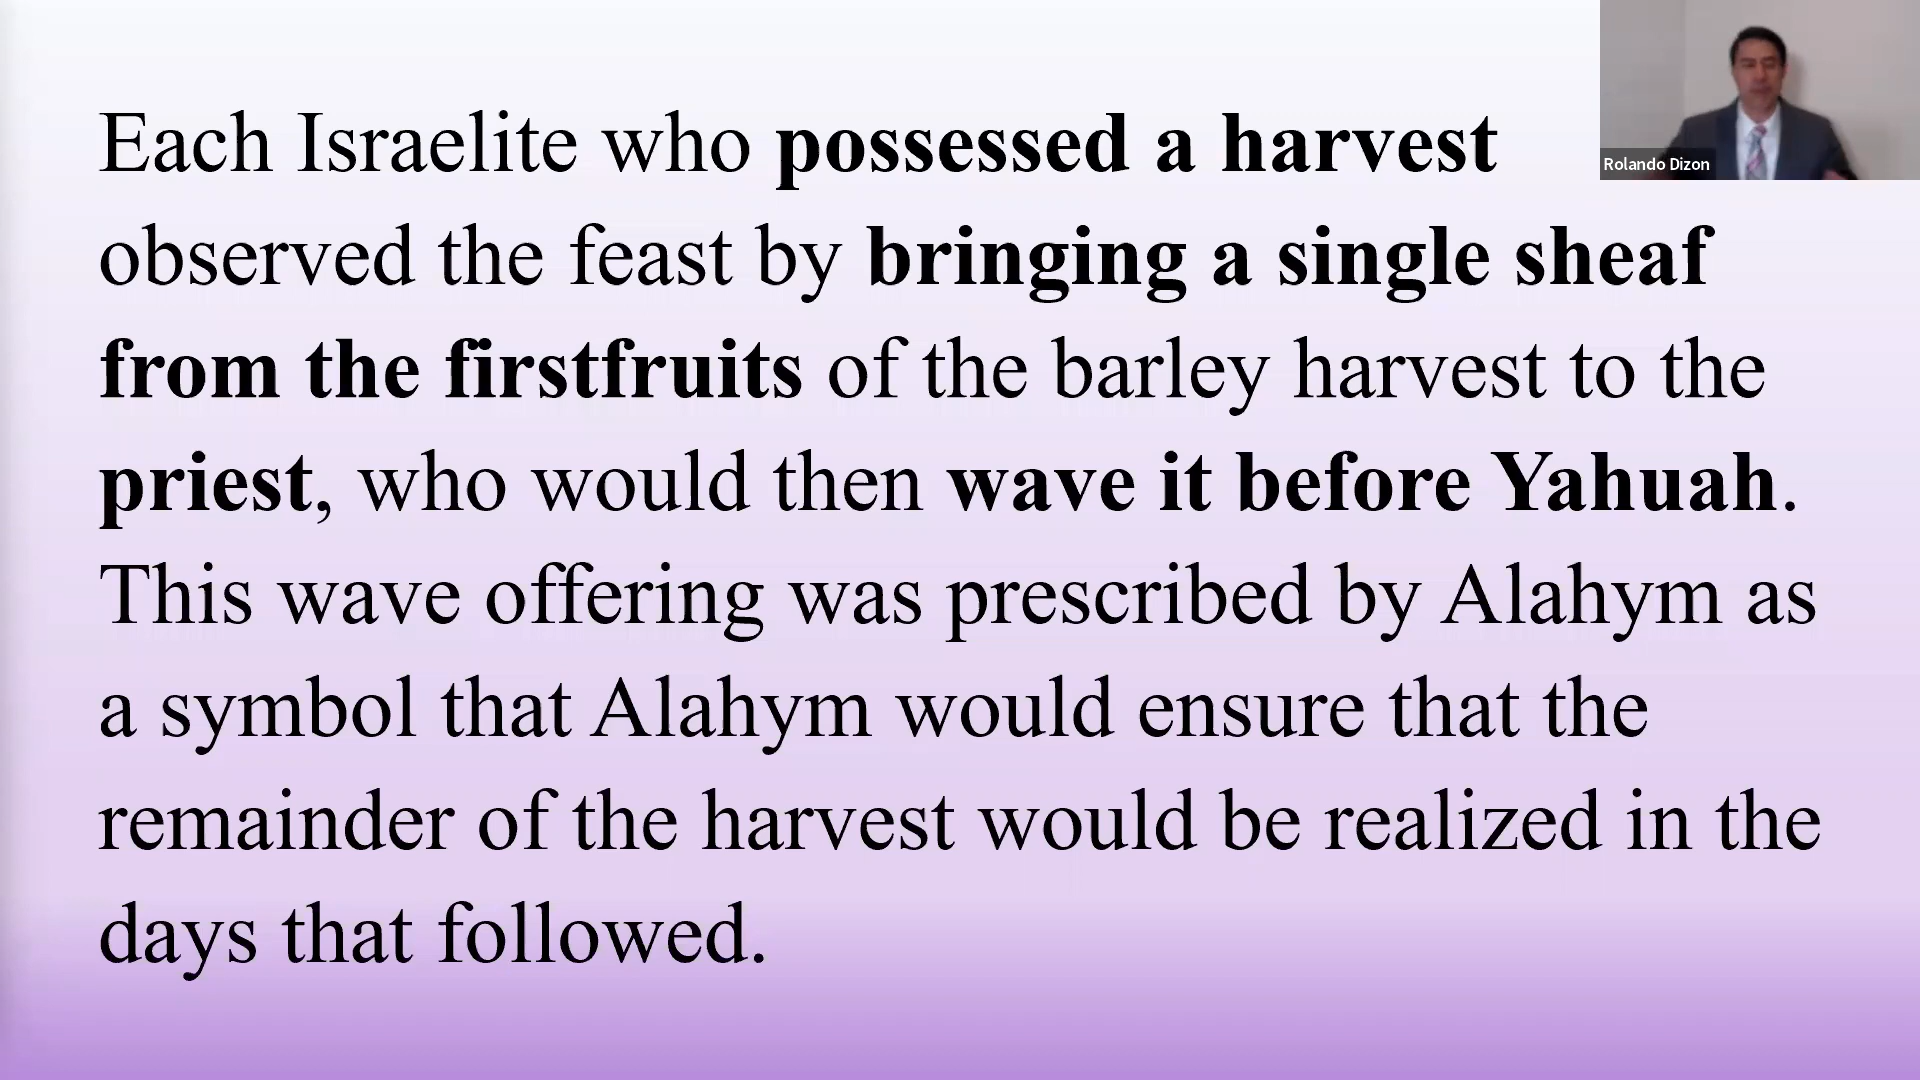 Each Israelite who possessed a harvest
Rolando Dizon
observed the feast by bringing a single sheaf
from the firstfruits of the barley harvest to the
priest, who would then wave it before Yahuah.
This wave offering was prescribed by Alahym as
a symbol that Alahym would ensure that the
remainder of the harvest would be realized in the
days that followed.